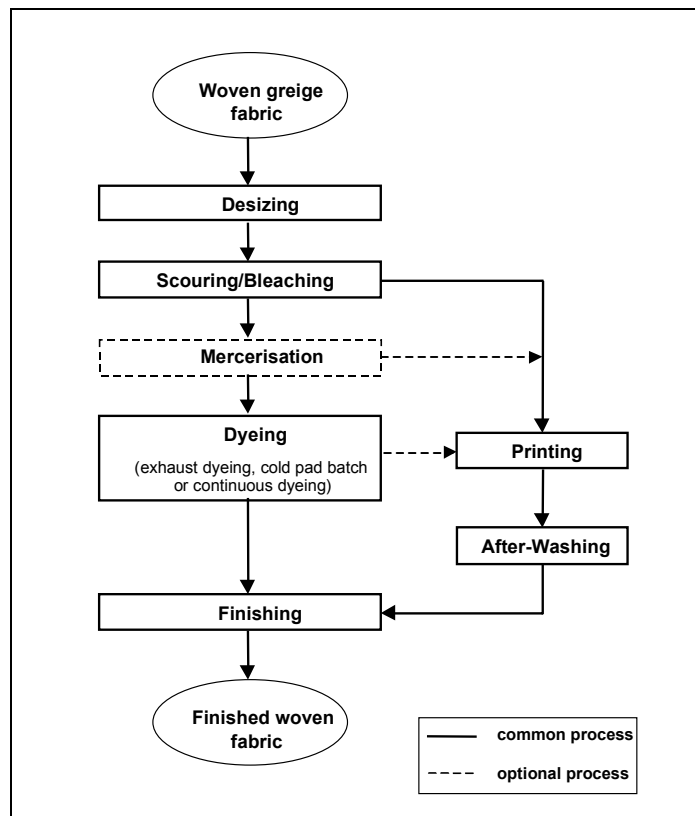 Woven greige
fabric
Desizing
Scouring/Bleaching
Mercerisation
Dyeing
(exhaust dyeing, cold pad batch
or continuous dyeing)
Printing
After-Washing
Finishing
Finished woven
fabric
common process
optional process